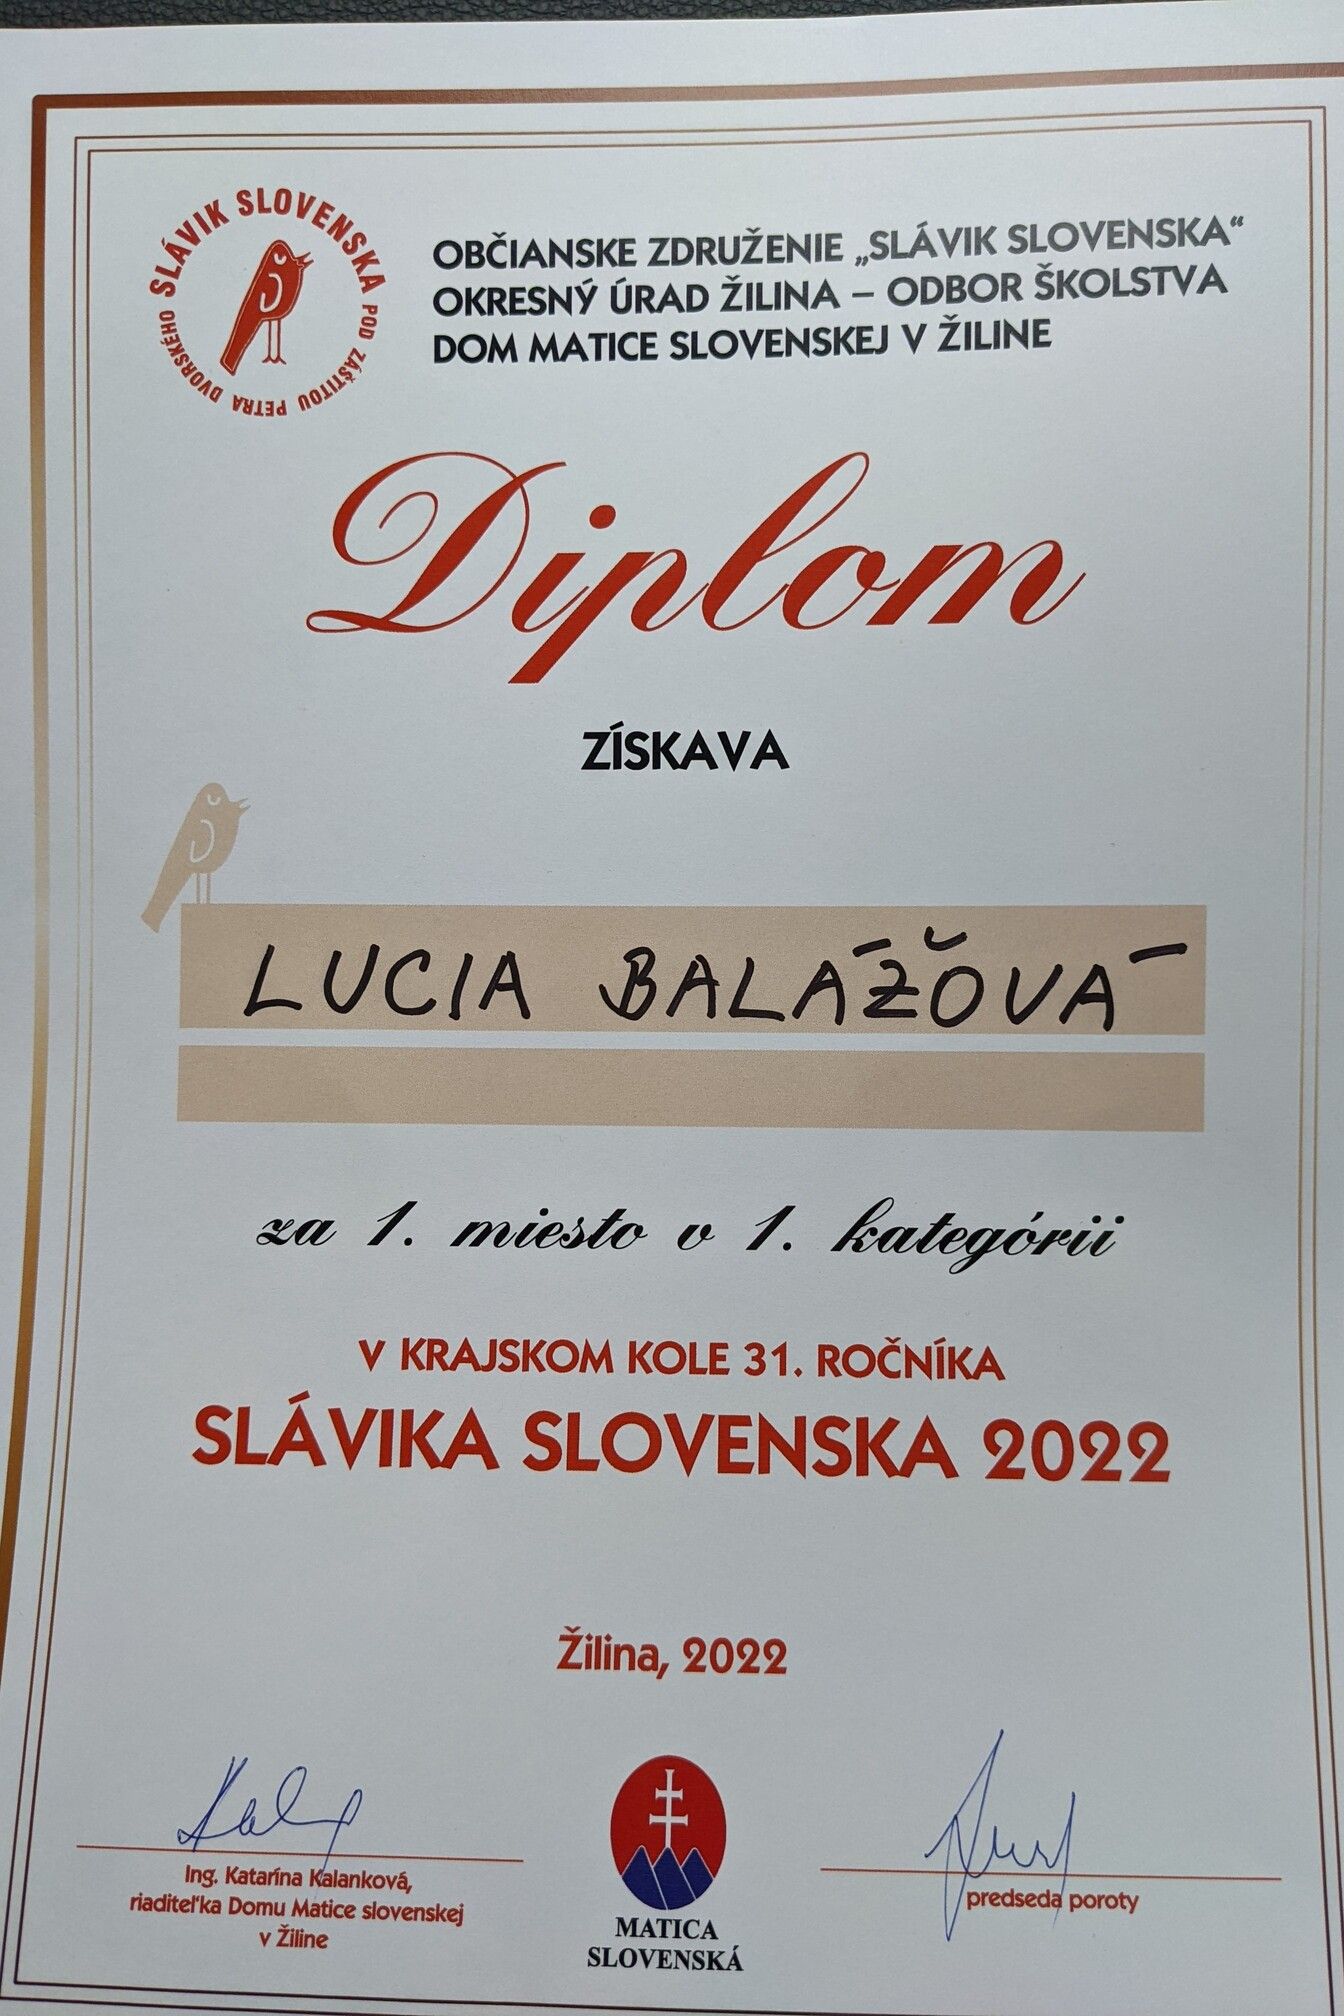 SLÁVIK SLOVENSKA POD ZÁŠTITOU PETRA DVORSKÉHO
OBČIANSKE ZDRUŽENIE „SLÁVIK SLOVENSKA“
OKRESNÝ ÚRAD ŽILINA – ODBOR ŠKOLSTVA
DOM MATICE SLOVENSKEJ V ŽILINE
Diplom
ZÍSKAVA
LUCIA BALÁŽOVÁ
za 1. miesto v 1. kategórii
V KRAJSKOM KOLE 31. ROČNÍKA
SLÁVIKA SLOVENSKA 2022
Žilina, 2022
Ing. Katarína Kalanková,
riaditeľka Domu Matice slovenskej
v Žiline
MATICA
SLOVENSKÁ
predseda poroty